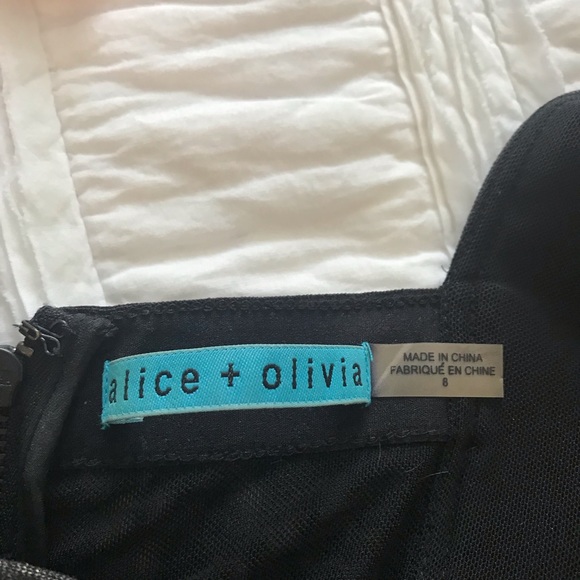 alice + olivia
MADE IN CHINA
FABRIQUÉ EN CHINE
8